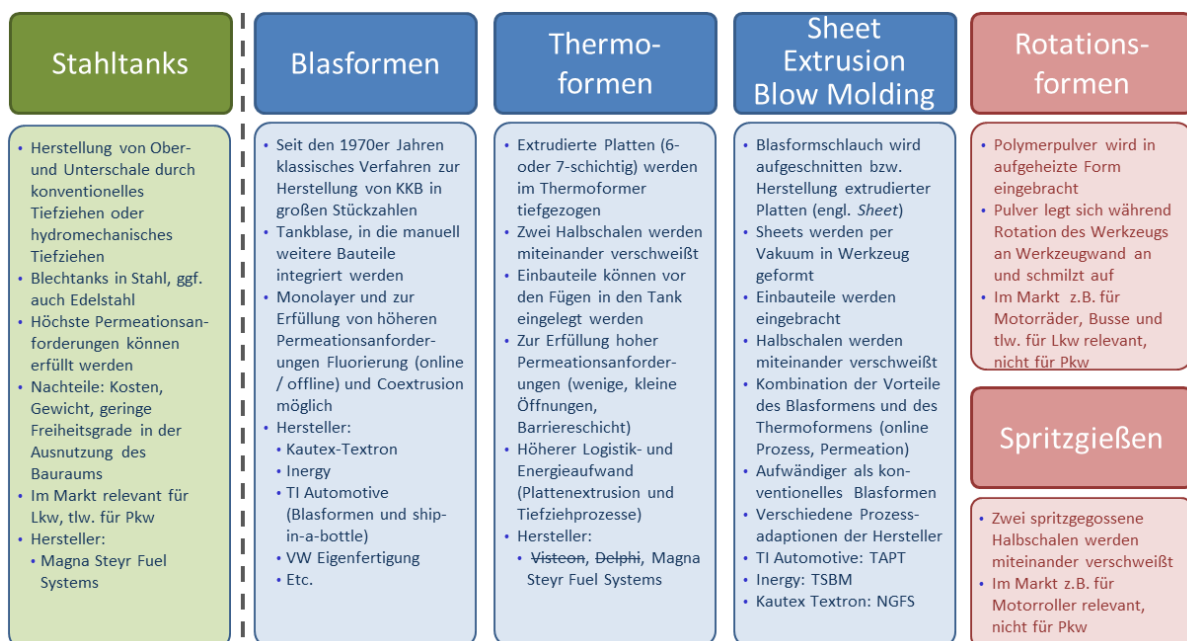 Stahltanks
• Herstellung von Ober-
und Unterschale durch
konventionelles
Tiefziehen oder
hydromechanisches
Tiefziehen
• Blechtanks in Stahl, ggf.
auch Edelstahl
• Höchste Permeationsan-
forderungen können
erfüllt werden
• Nachteile: Kosten,
Gewicht, geringe
Freiheitsgrade in der
Ausnutzung des
Bauraums
• Im Markt relevant für
Lkw, tlw. für Pkw
• Hersteller:
• Magna Steyr Fuel
Systems
Blasformen
• Seit den 1970er Jahren
klassisches Verfahren zur
Herstellung von KKB in
großen Stückzahlen
• Tankblase, in die manuell
weitere Bauteile
integriert werden
• Monolayer und zur
Erfüllung von höheren
Permeationsanforder-
ungen Fluorierung (online
/ offline) und Coextrusion
möglich
• Hersteller:
• Kautex-Textron
• Inergy
• TI Automotive
(Blasformen und ship-
in-a-bottle)
• VW Eigenfertigung
• Etc.
Thermo-
formen
• Extrudierte Platten (6-
oder 7-schichtig) werden
im Thermoformer
tiefgezogen
• Zwei Halbschalen werden
miteinander verschweißt
• Einbauteile können vor
den Fügen in den Tank
eingelegt werden
• Zur Erfüllung hoher
Permeationsanforder-
ungen (wenige, kleine
Öffnungen,
Barriereschicht)
• Höherer Logistik- und
Energieaufwand
(Plattenextrusion und
Tiefziehprozesse)
• Hersteller:
• Visteon, Delphi, Magna
Steyr Fuel Systems
Sheet
Extrusion
Blow Molding
• Blasformschlauch wird
aufgeschnitten bzw.
Herstellung extrudierter
Platten (engl. Sheet)
• Sheets werden per
Vakuum in Werkzeug
geformt
• Einbauteile werden
eingebracht
• Halbschalen werden
miteinander verschweißt
• Kombination der Vorteile
des Blasformens und des
Thermoformens (online
Prozess, Permeation)
• Aufwändiger als kon-
ventionelles Blasformen
• Verschiedene Prozess-
adaptionen der Hersteller
• TI Automotive: TAPT
• Inergy: TSBM
• Kautex Textron: NGFS
Rotations-
formen
• Polymerpulver wird in
aufgeheizte Form
eingebracht
• Pulver legt sich während
Rotation des Werkzeugs
an Werkzeugwand an
und schmilzt auf
• Im Markt z.B. für
Motorräder, Busse und
tlw. für Lkw relevant,
nicht für Pkw
Spritzgießen
• Zwei spritzgegossene
Halbschalen werden
miteinander verschweißt
• Im Markt z.B. für
Motorroller relevant,
nicht für Pkw